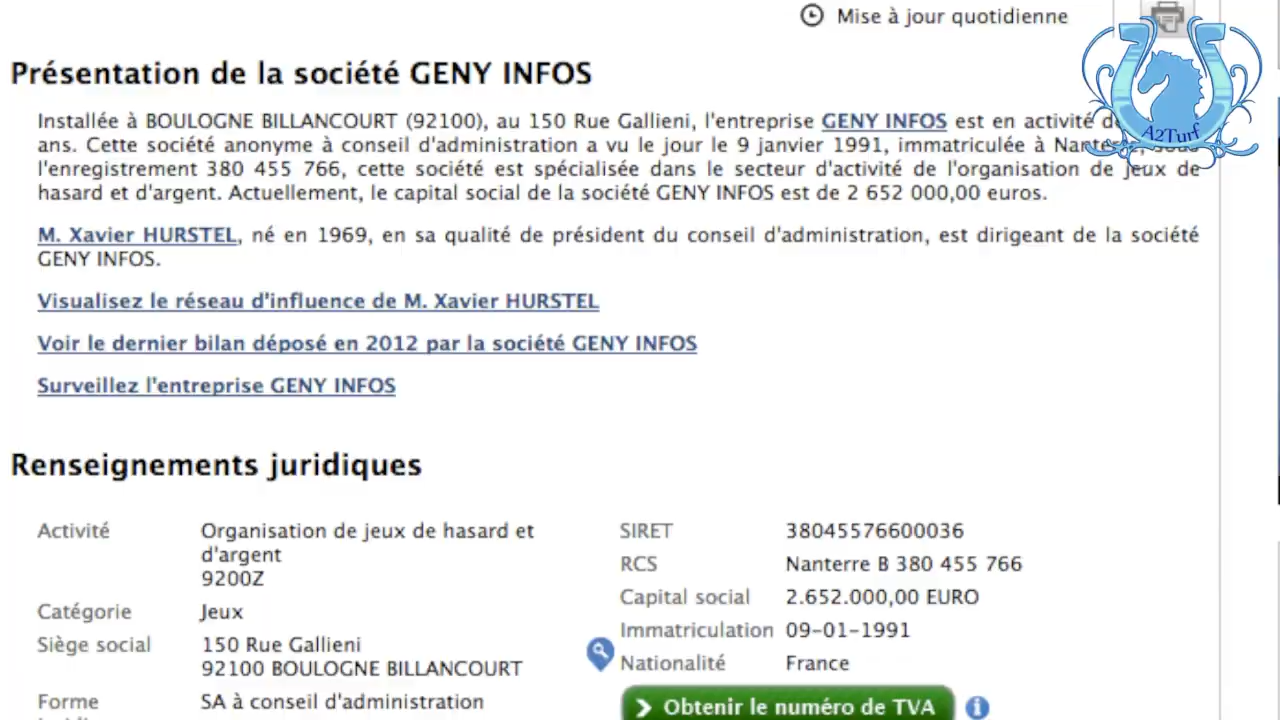 Mise à jour quotidienne
Présentation de la société GENY INFOS
Installée à BOULOGNE BILLANCOURT (92100), au 150 Rue Gallieni, l'entreprise GENY INFOS est en activité
ans. Cette société anonyme à conseil d'administration a vu le jour le 9 janvier 1991, immatriculée à Nanterre, sous
l'enregistrement 380 455 766, cette société est spécialisée dans le secteur d'activité de l'organisation de jeux de
hasard et d'argent. Actuellement, le capital social de la société GENY INFOS est de 2 652 000,00 euros.
A2Turf
M. Xavier HURSTEL, né en 1969, en sa qualité de président du conseil d'administration, est dirigeant de la société
GENY INFOS.
Visualisez le réseau d'influence de M. Xavier HURSTEL
Voir le dernier bilan déposé en 2012 par la société GENY INFOS
Surveillez l'entreprise GENY INFOS
Renseignements juridiques
Activité Organisation de jeux de hasard et
d'argent
9200Z
Catégorie Jeux
Siège social 150 Rue Gallieni
92100 BOULOGNE BILLANCOURT
Forme SA à conseil d'administration
SIRET 38045576600036
RCS Nanterre B 380 455 766
Capital social 2.652.000,00 EURO
Immatriculation 09-01-1991
Nationalité France
Obtenir le numéro de TVA